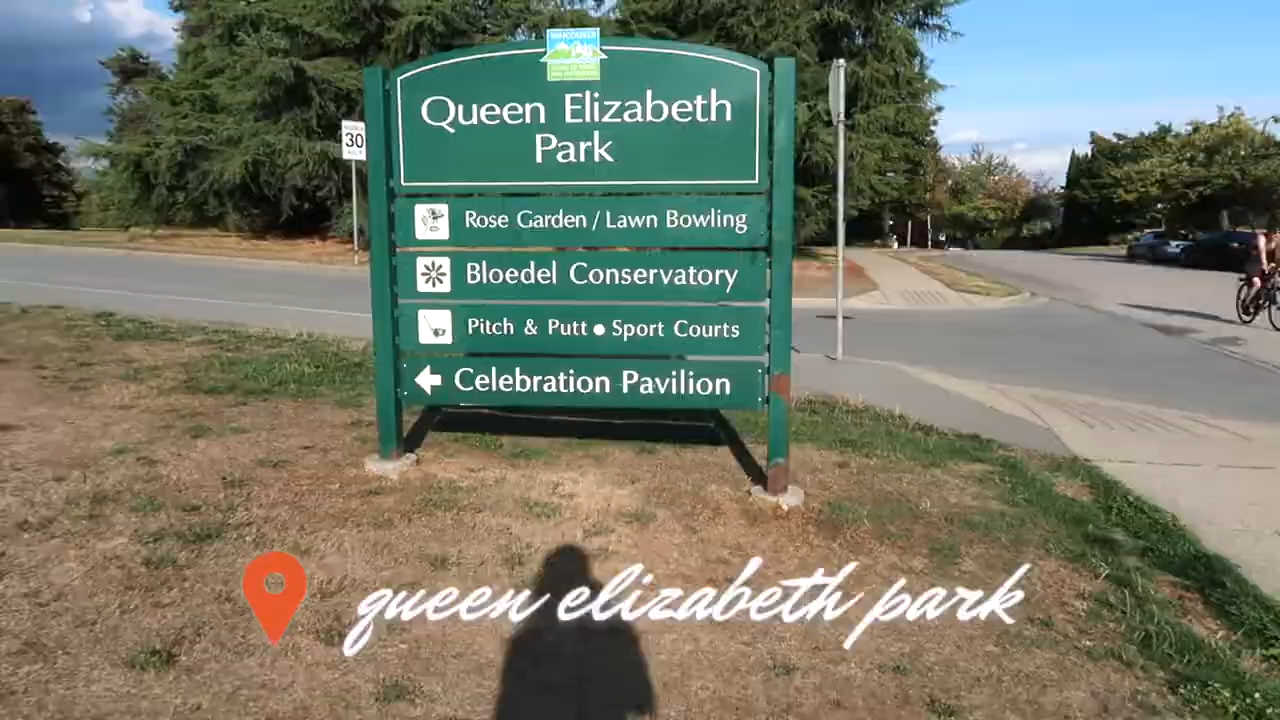 VANCOUVER
Queen Elizabeth
Park
30
Rose Garden / Lawn Bowling
Bloedel Conservatory
Pitch & Putt • Sport Courts
Celebration Pavilion
queen elizabeth park